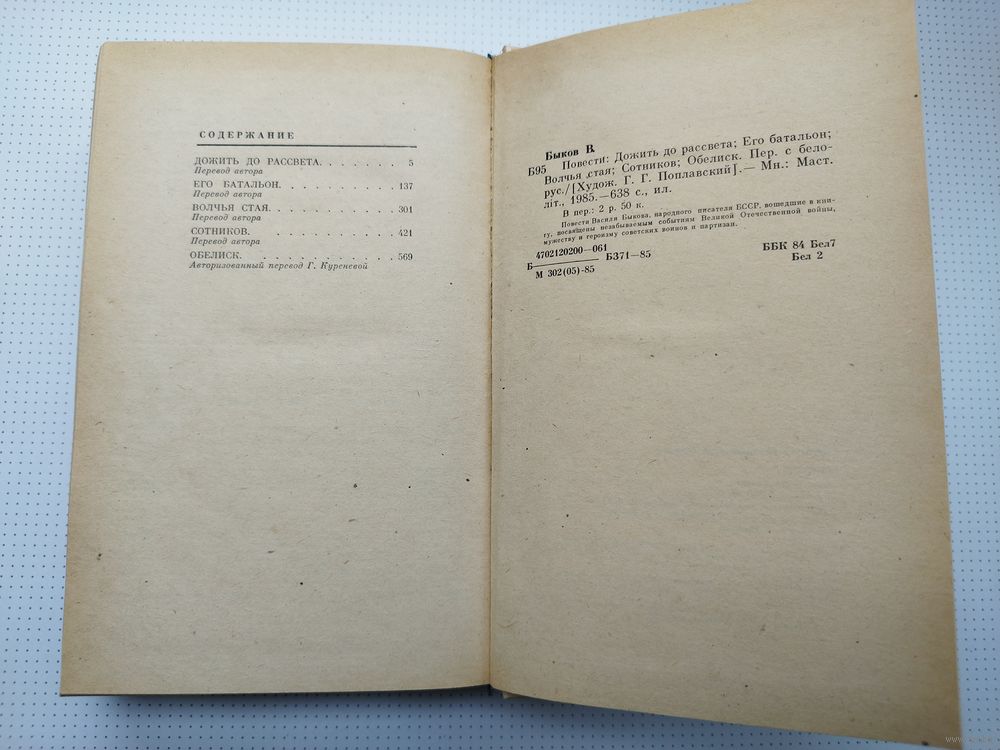 СОДЕРЖАНИЕ
ДОЖИТЬ ДО РАССВЕТА. . . . . . . 5
Перевод автора
ЕГО БАТАЛЬОН. . . . . . . . . . 137
Перевод автора
ВОЛЧЬЯ СТАЯ. . . . . . . . . . . 301
Перевод автора
СОТНИКОВ. . . . . . . . . . . . 421
Перевод автора
ОБЕЛИСК. . . . . . . . . . . . 569
Авторизованный перевод Г. Куреневой
Быков В.
Б95 Повести: Дожить до рассвета; Его батальон;
Волчья стая; Сотников; Обелиск. Пер. с бело-
рус./[Худож. Г. Г. Поплавский].— Мн.: Маст.
літ., 1985.—638 с., ил.
В пер.: 2 р. 50 к.
Повести Василя Быкова, народного писателя БССР, вошедшие в кни-
гу, посвящены незабываемым событиям Великой Отечественной войны,
мужеству и героизму советских воинов и партизан.
4702120200—061
Б Б371—85
М 302(05)-85
ББК 84 Бел7
Бел 2